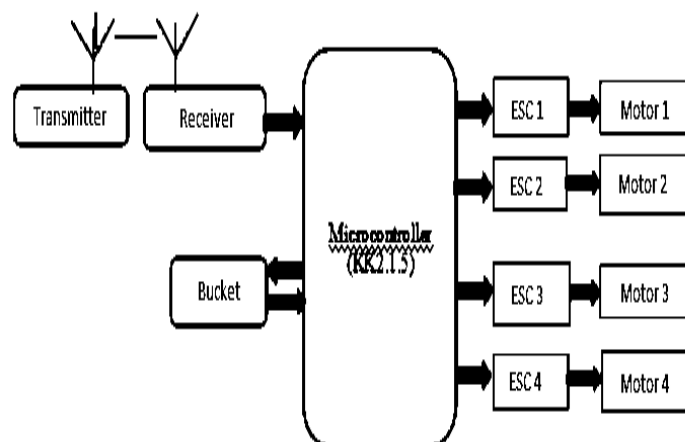 Transmitter
Receiver
Microcontroller
(KK2.1.5)
Bucket
ESC 1
Motor 1
ESC 2
Motor 2
ESC 3
Motor 3
ESC 4
Motor 4